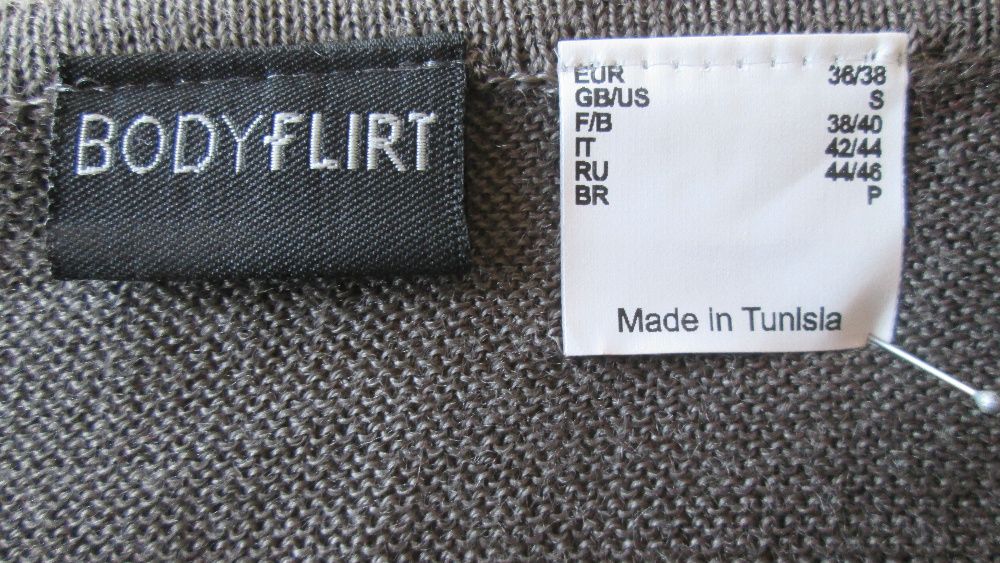 BODYFLIRT
EUR 36/38
GB/US S
F/B 38/40
IT 42/44
RU 44/46
BR P
Made in Tunisia